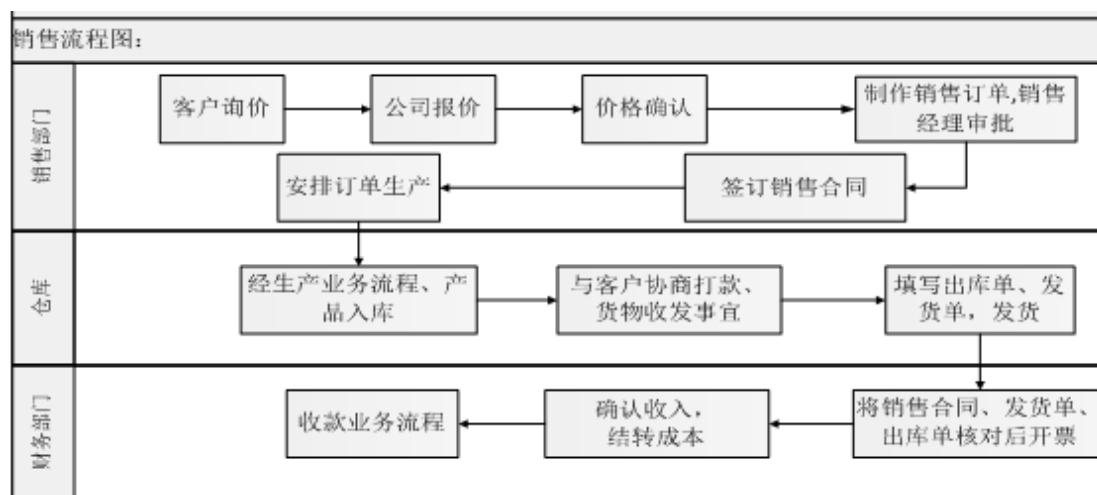 销售流程图：
销售部门
客户询价
公司报价
价格确认
制作销售订单,销售
经理审批
签订销售合同
安排订单生产
仓库
经生产业务流程、产
品入库
与客户协商打款、
货物收发事宜
填写出库单、发
货单，发货
财务部门
将销售合同、发货单、
出库单核对后开票
确认收入，
结转成本
收款业务流程